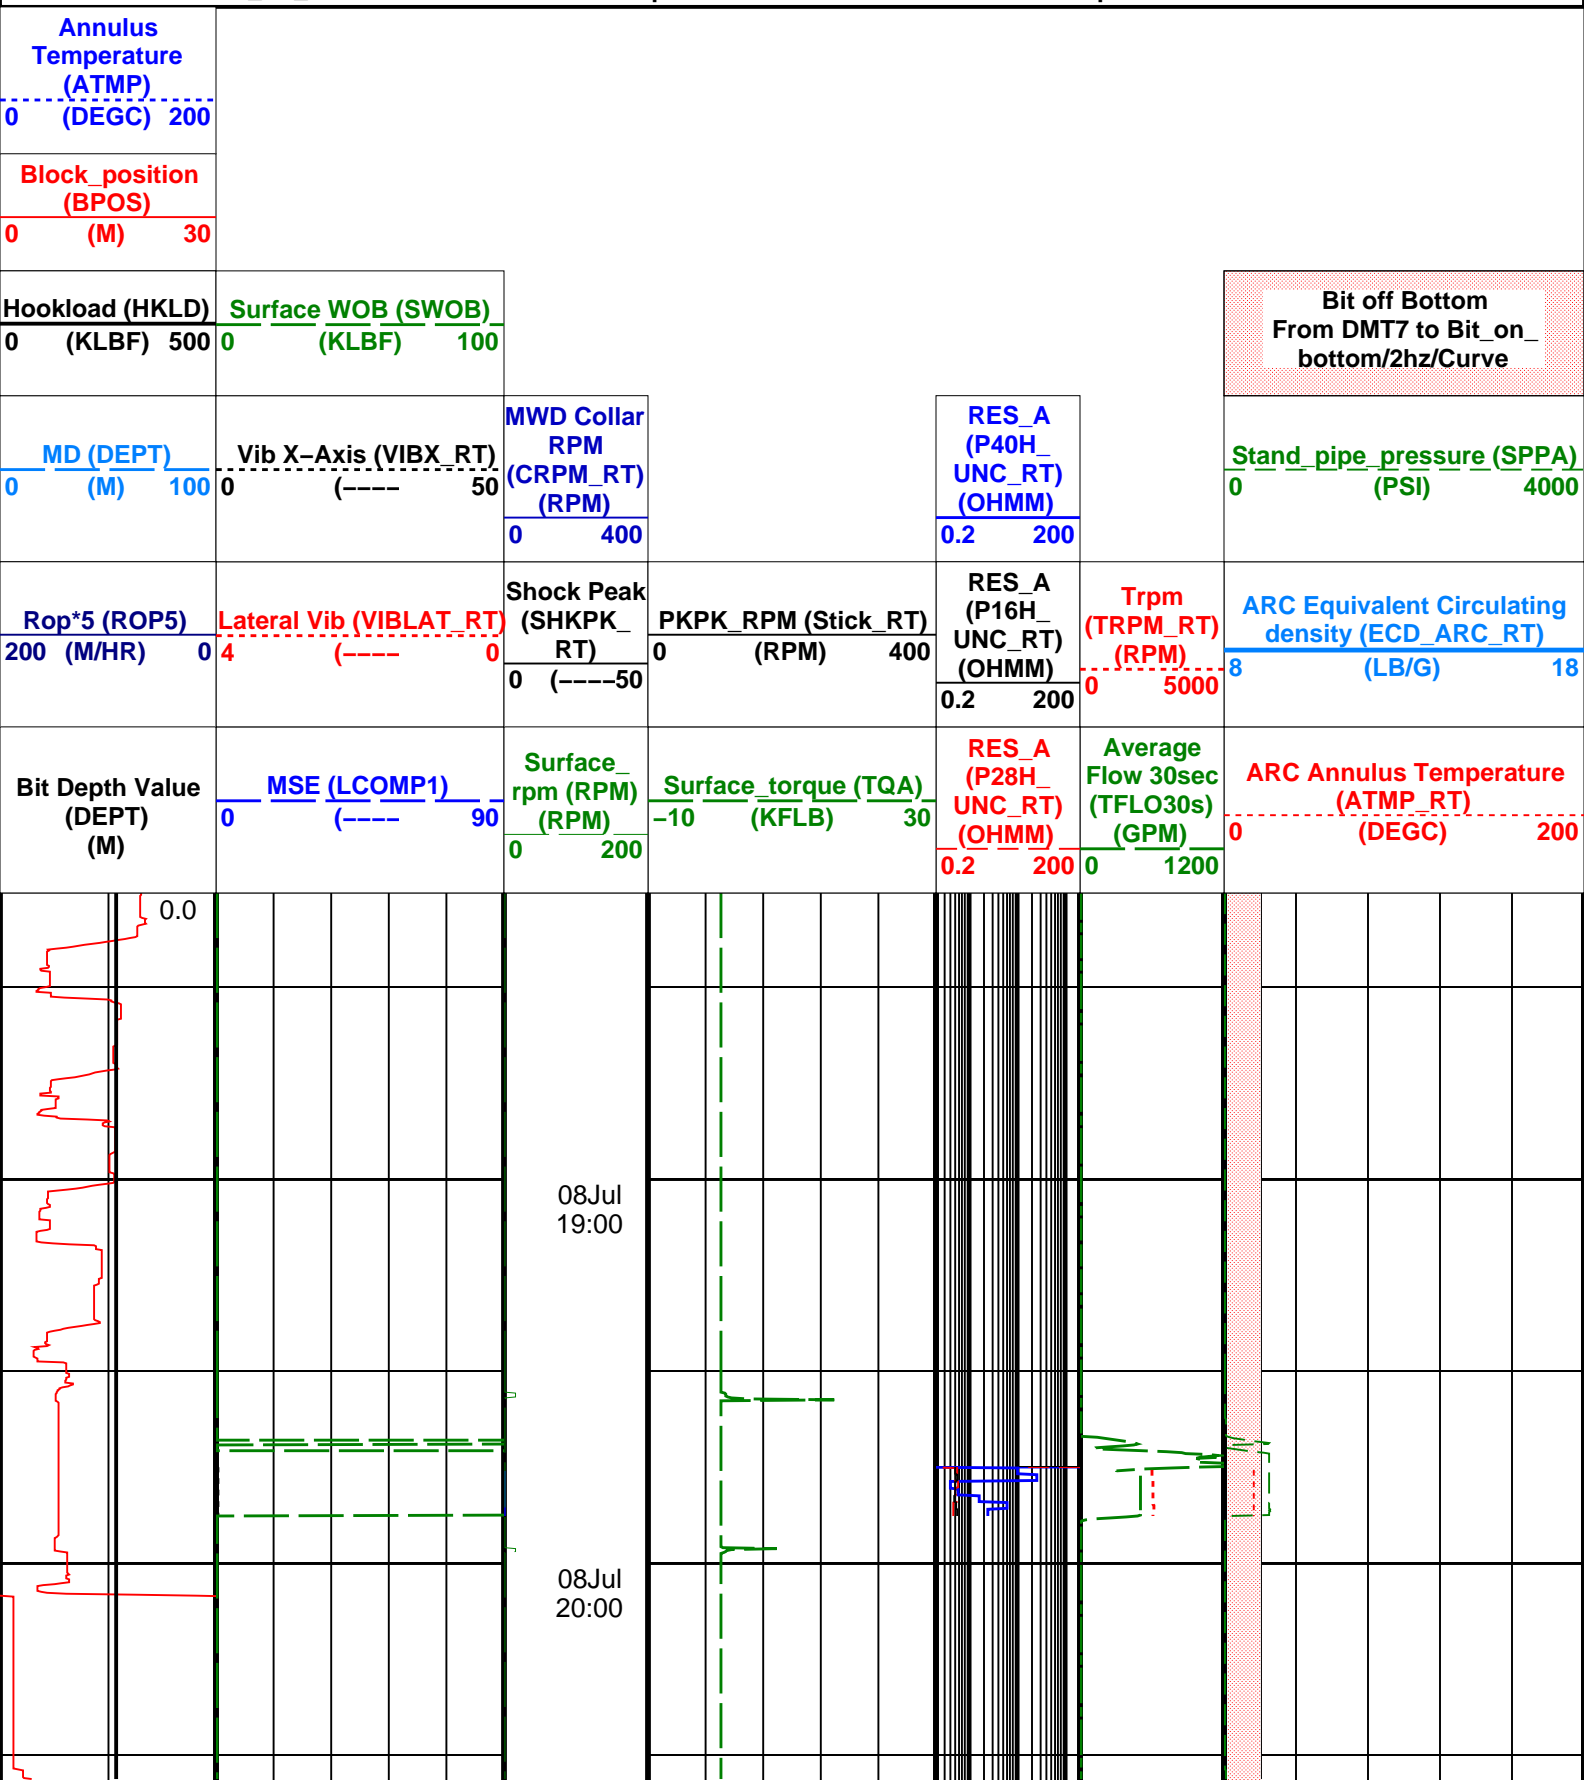 Annulus
Temperature
(ATMP)
0 (DEGC) 200
Block_position
(BPOS)
0 (M) 30
Hookload (HKLD)
0 (KLBF) 500
Surface WOB (SWOB)
0 (KLBF) 100
Bit off Bottom
From DMT7 to Bit_on_
bottom/2hz/Curve
MD (DEPT)
0 (M) 100
Vib X−Axis (VIBX_RT)
0 (−−−− 50
MWD Collar
RPM
(CRPM_RT)
(RPM)
0 400
RES_A
(P40H_
UNC_RT)
(OHMM)
0.2 200
Stand_pipe_pressure (SPPA)
0 (PSI) 4000
Rop*5 (ROP5)
200 (M/HR) 0
Lateral Vib (VIBLAT_RT)
4 (−−−− 0
Shock Peak
(SHKPK_
RT)
0 (−−−−50
PKPK_RPM (Stick_RT)
0 (RPM) 400
RES_A
(P16H_
UNC_RT)
(OHMM)
0.2 200
Trpm
(TRPM_RT)
(RPM)
0 5000
ARC Equivalent Circulating
density (ECD_ARC_RT)
8 (LB/G) 18
Bit Depth Value
(DEPT)
(M)
MSE (LCOMP1)
0 (−−−− 90
Surface_
rpm (RPM)
(RPM)
0 200
Surface_torque (TQA)
−10 (KFLB) 30
RES_A
(P28H_
UNC_RT)
(OHMM)
0.2 200
Average
Flow 30sec
(TFLO30s)
(GPM)
0 1200
ARC Annulus Temperature
(ATMP_RT)
0 (DEGC) 200
0.0
08Jul
19:00
08Jul
20:00